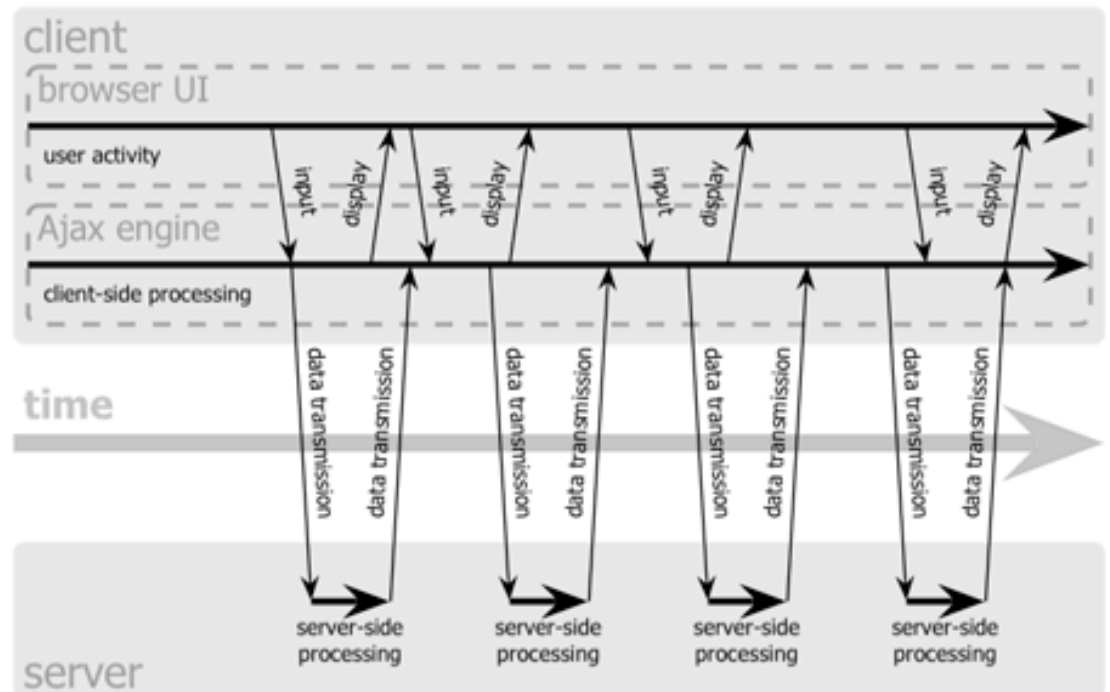 client
browser UI
user activity
input
display
input
display
input
display
input
display
Ajax engine
client-side processing
data transmission
data transmission
data transmission
data transmission
data transmission
data transmission
data transmission
data transmission
time
server-side
processing
server-side
processing
server-side
processing
server-side
processing
server